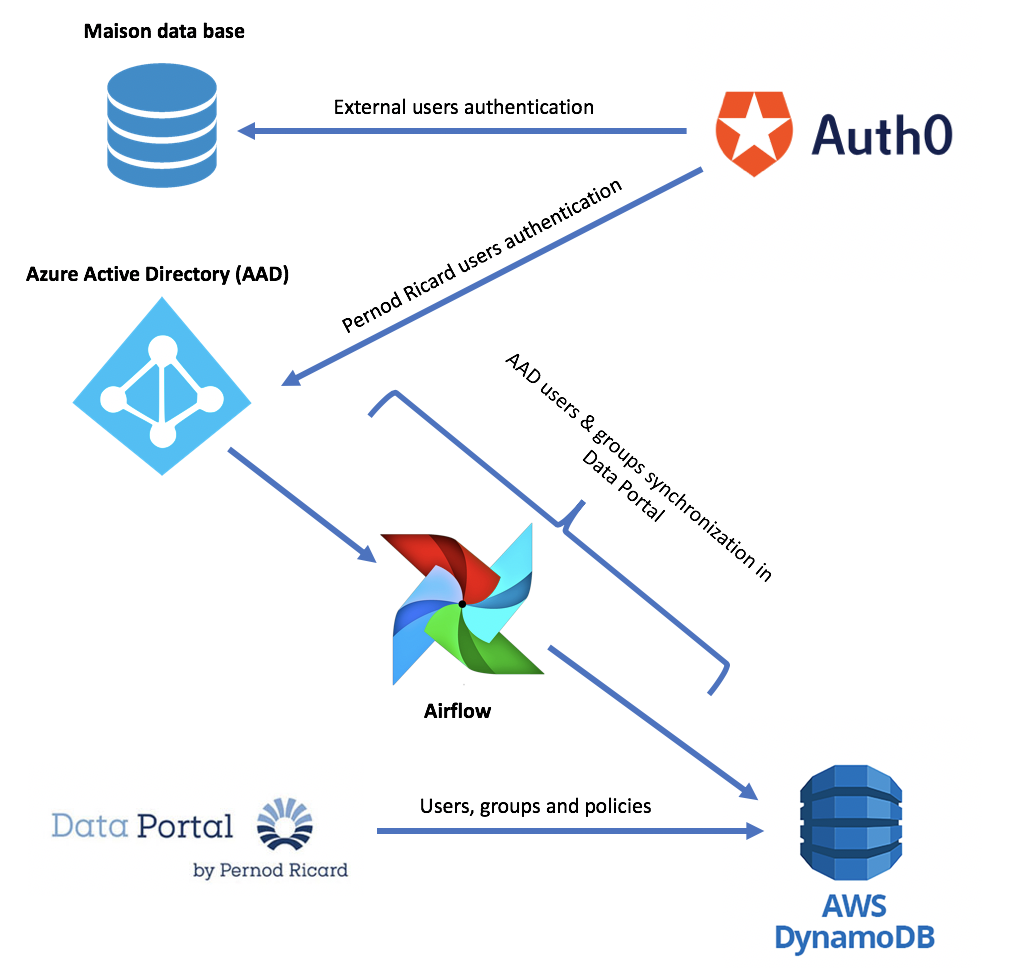 Maison data base
External users authentication
Auth0
Pernod Ricard users authentication
Azure Active Directory (AAD)
AAD users & groups synchronization in
Data Portal
Airflow
Data Portal
by Pernod Ricard
Users, groups and policies
AWS
DynamoDB